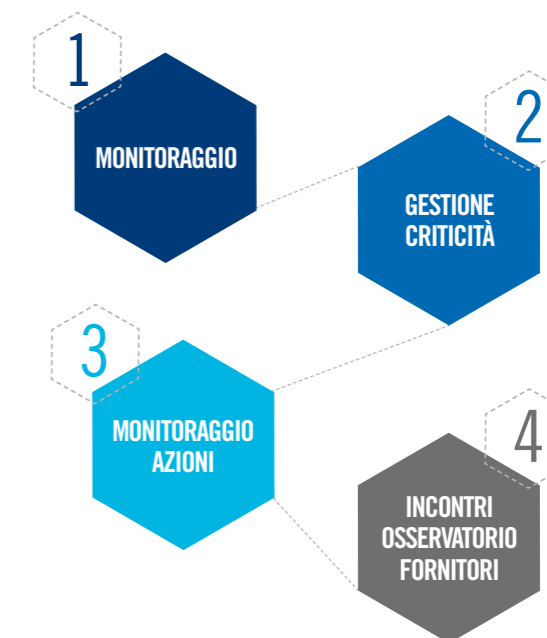 1
MONITORAGGIO
2
GESTIONE
CRITICITÀ
3
MONITORAGGIO
AZIONI
4
INCONTRI
OSSERVATORIO
FORNITORI